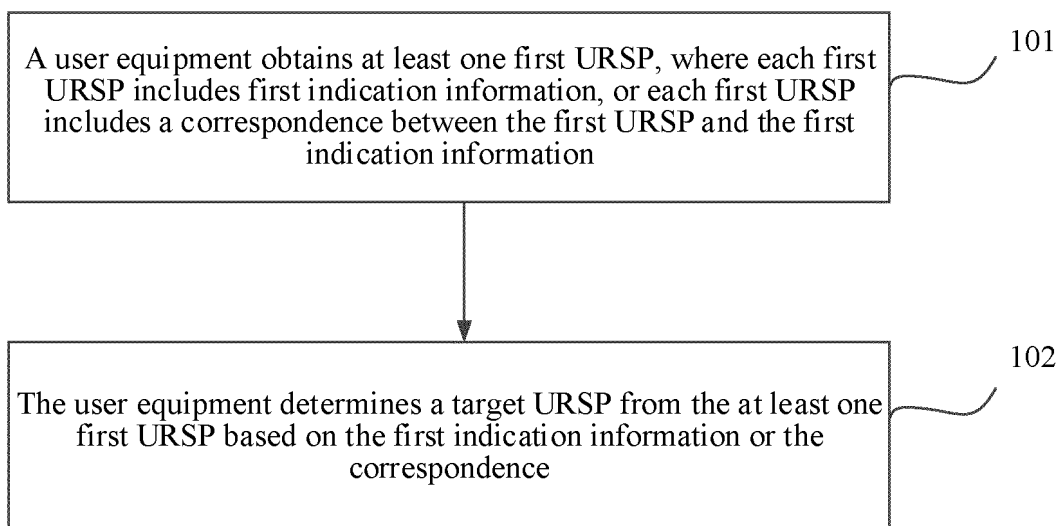 A user equipment obtains at least one first URSP, where each first
URSP includes first indication information, or each first URSP
includes a correspondence between the first URSP and the first
indication information
101
The user equipment determines a target URSP from the at least one
first URSP based on the first indication information or the
correspondence
102